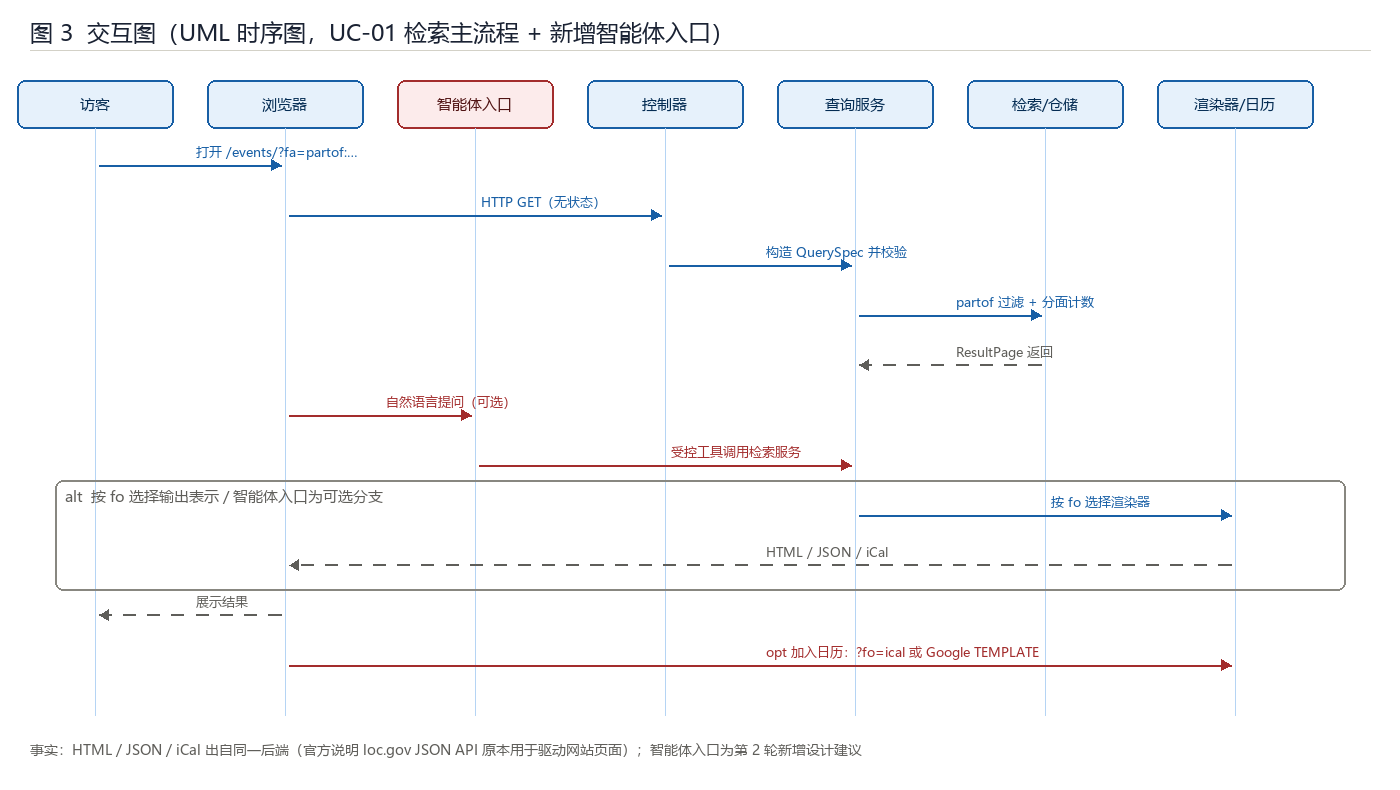 图 3 交互图（UML 时序图，UC-01 检索主流程 + 新增智能体入口）
访客
浏览器
智能体入口
控制器
查询服务
检索/仓储
渲染器/日历
打开 /events/?fa=partof:...
HTTP GET（无状态）
构造 QuerySpec 并校验
partof 过滤 + 分面计数
ResultPage 返回
自然语言提问（可选）
受控工具调用检索服务
alt 按 fo 选择输出表示 / 智能体入口为可选分支
按 fo 选择渲染器
HTML / JSON / iCal
展示结果
opt 加入日历：?fo=ical 或 Google TEMPLATE
事实：HTML / JSON / iCal 出自同一后端（官方说明 loc.gov JSON API 原本用于驱动网站页面）；智能体入口为第 2 轮新增设计建议